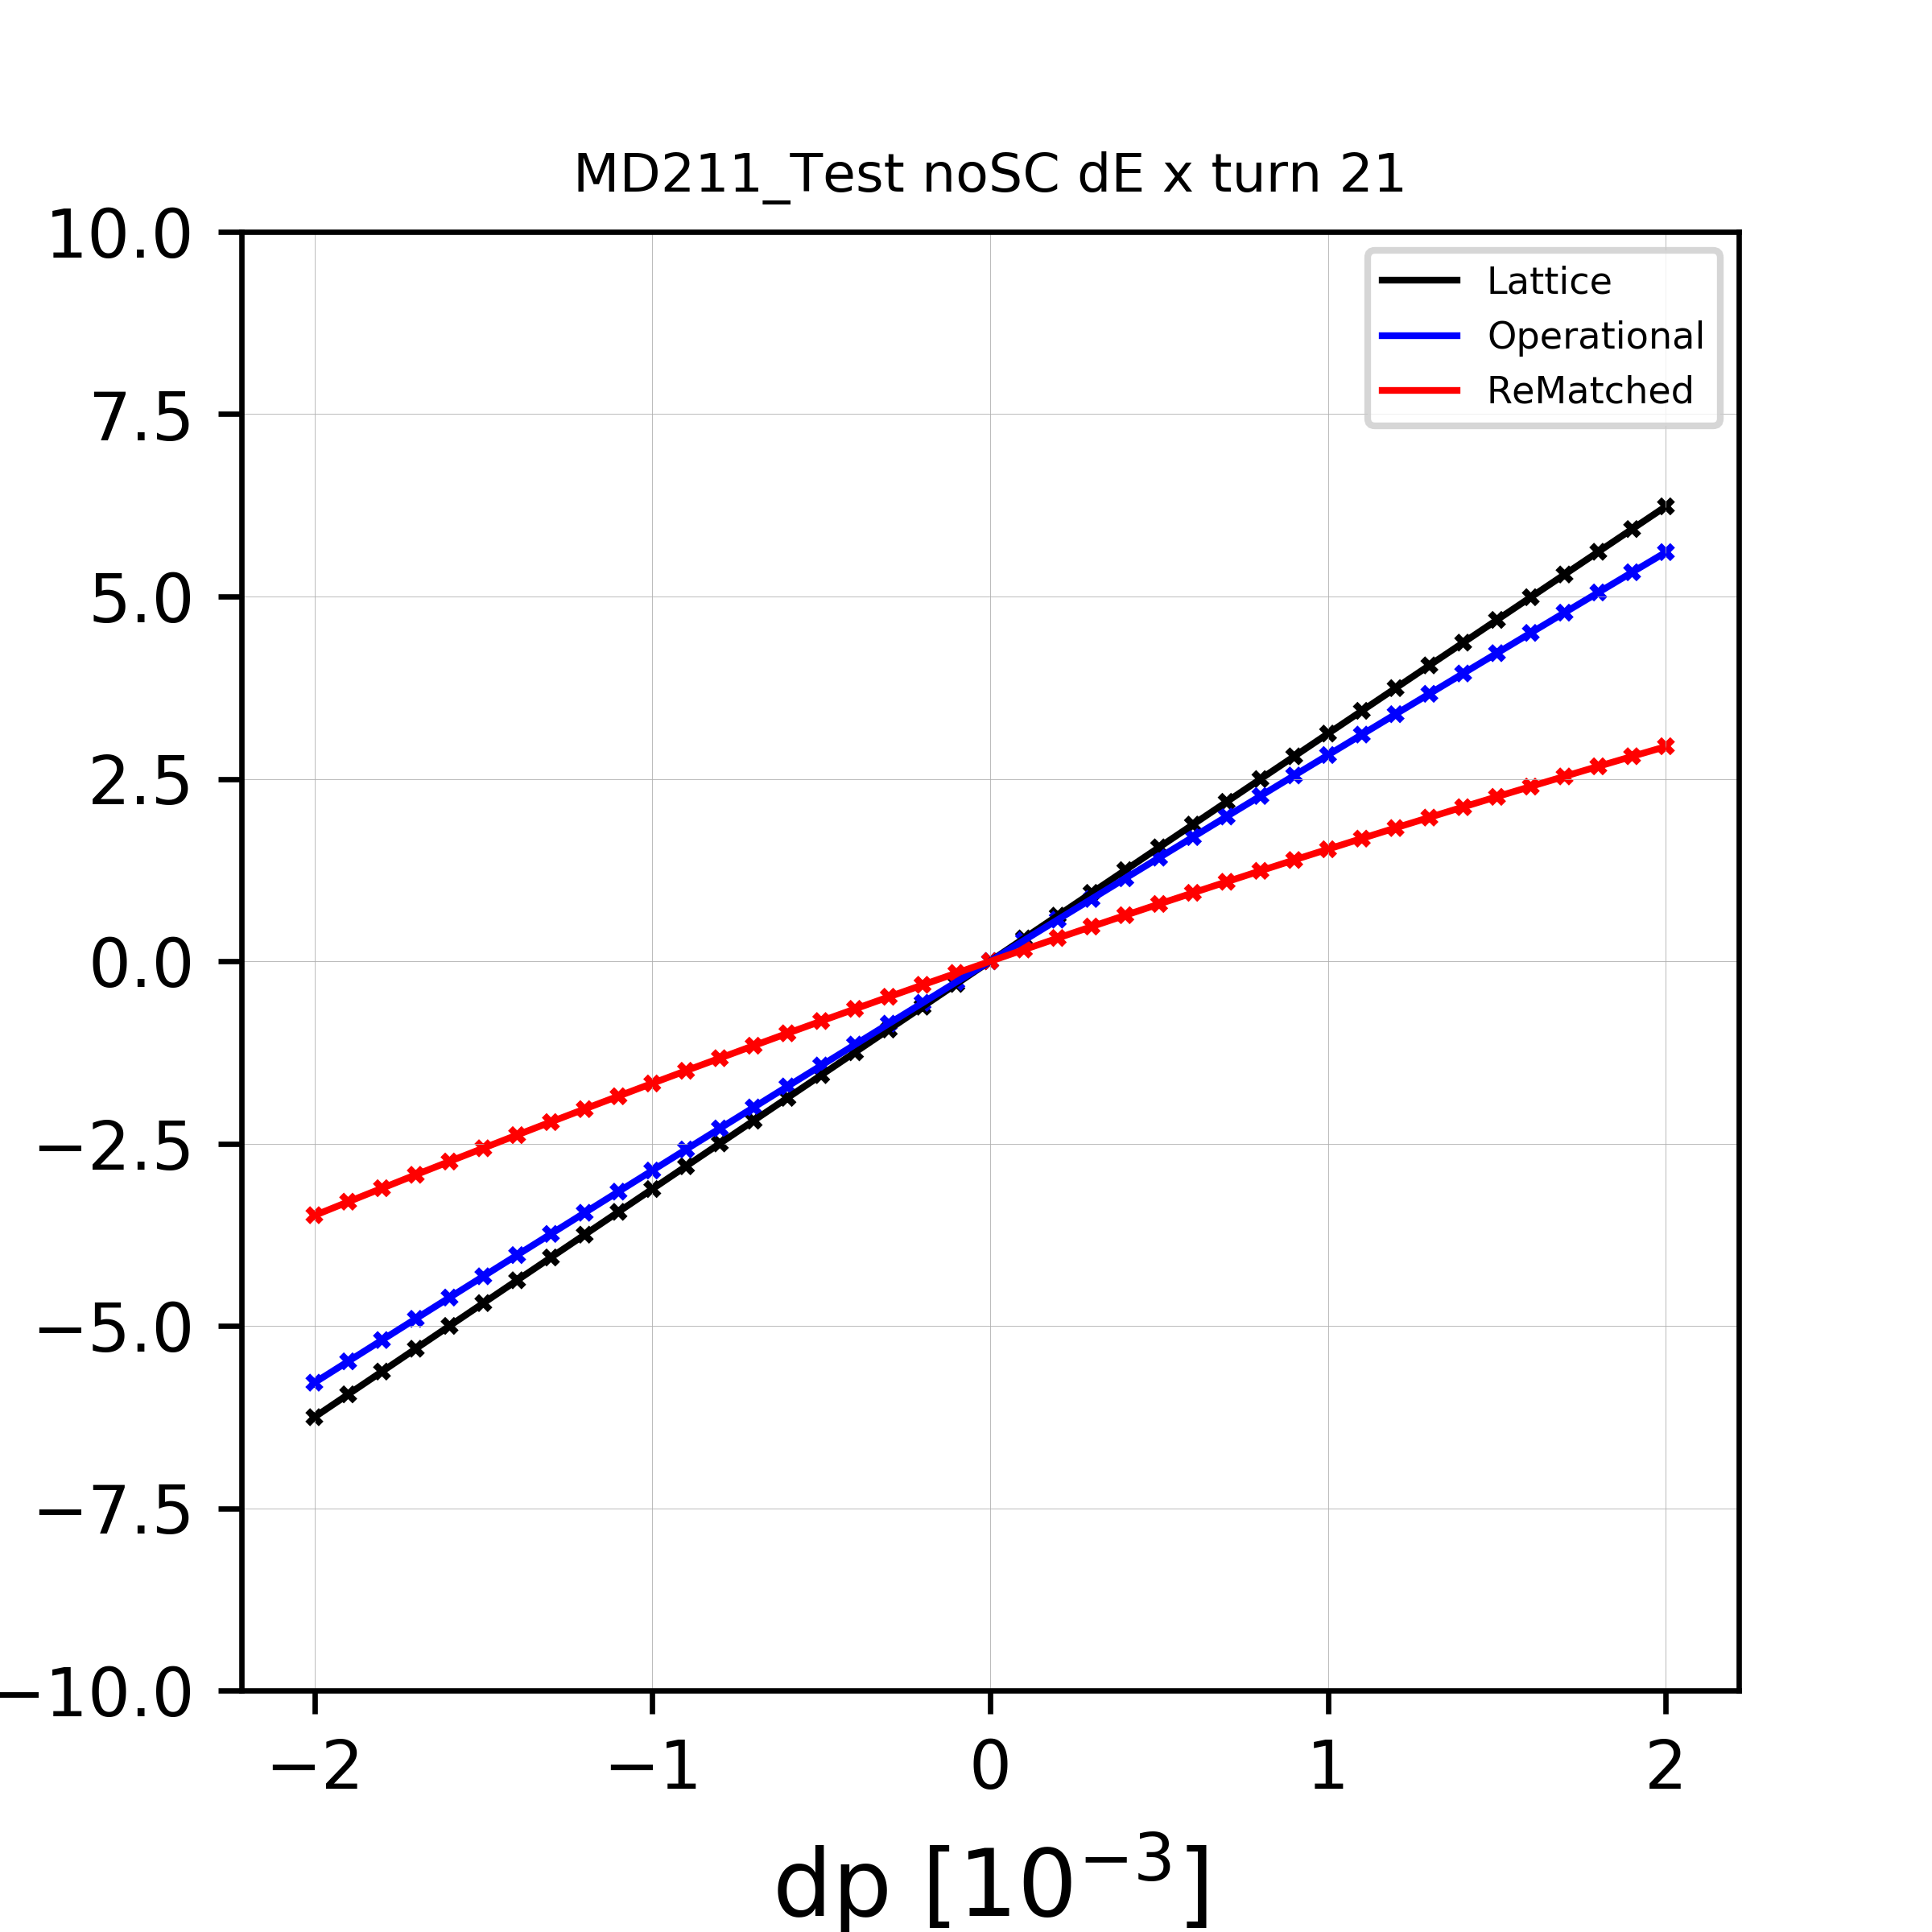 MD211_Test noSC dE x turn 21
10.0
7.5
5.0
2.5
0.0
−2.5
−5.0
−7.5
−10.0
Lattice
Operational
ReMatched
−2 −1 0 1 2
dp [10⁻³]